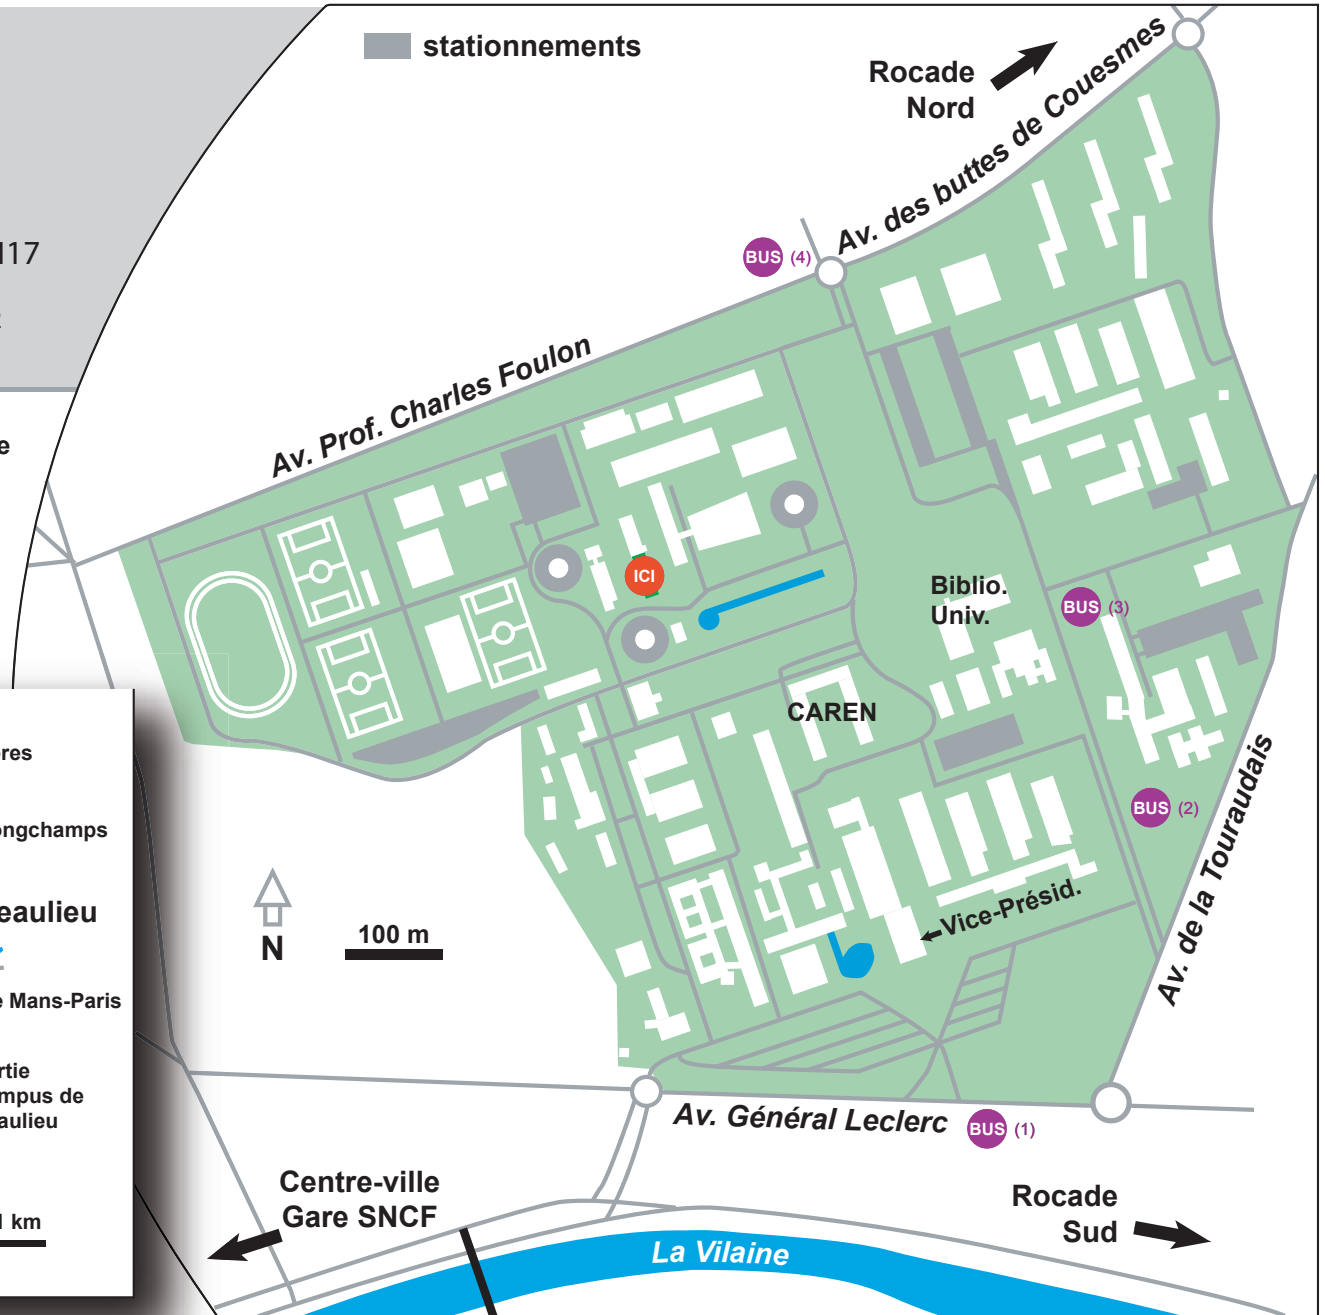 stationnements
Rocade
Nord
Av. des buttes de Couesmes
BUS (4)
Av. Prof. Charles Foulon
ICI
Biblio.
Univ.
BUS (3)
CAREN
BUS (2)
Av. de la Touraudais
Vice-Présid.
N
100 m
Av. Général Leclerc
BUS (1)
Centre-ville
Gare SNCF
Rocade
Sud
La Vilaine
117
e
res
ongchamps
eaulieu
e Mans-Paris
rtie
mpus de
aulieu
1 km